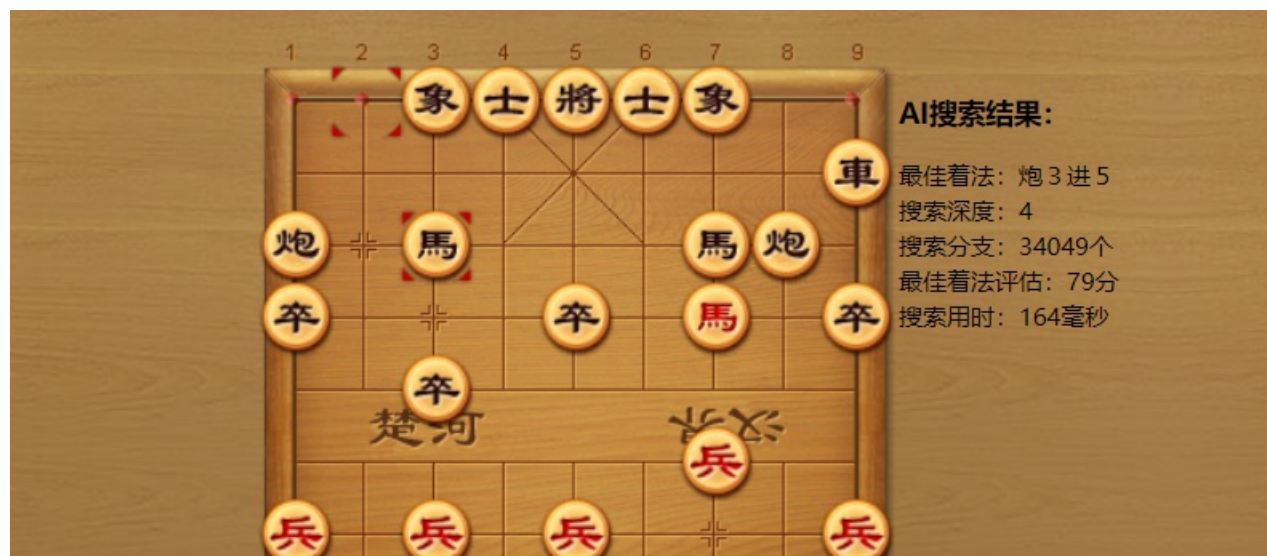 1 2 3 4 5 6 7 8 9
象 士 將 士 象
AI搜索结果：
車
最佳着法：炮3进5
搜索深度：4
炮 馬 馬 炮
搜索分支：34049个
最佳着法评估：79分
卒 卒 馬 卒
搜索用时：164毫秒
卒
楚河 汉界
兵
兵 兵 兵 兵